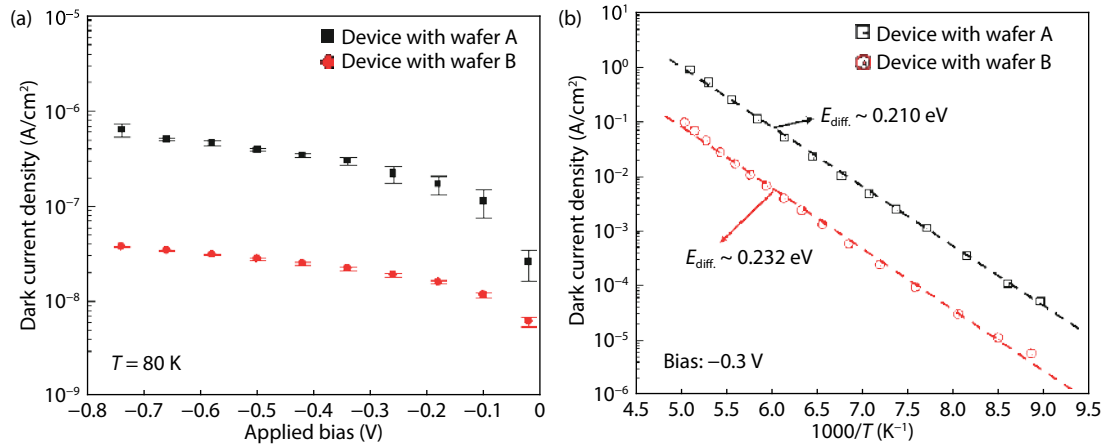 (a)
10⁻⁵
10⁻⁶
10⁻⁷
10⁻⁸
10⁻⁹
Dark current density (A/cm²)
Device with wafer A
Device with wafer B
T = 80 K
−0.8 −0.7 −0.6 −0.5 −0.4 −0.3 −0.2 −0.1 0
Applied bias (V)
(b)
10¹
10⁰
10⁻¹
10⁻²
10⁻³
10⁻⁴
10⁻⁵
10⁻⁶
Dark current density (A/cm²)
Device with wafer A
Device with wafer B
E_diff. ~ 0.210 eV
E_diff. ~ 0.232 eV
Bias: −0.3 V
4.5 5.0 5.5 6.0 6.5 7.0 7.5 8.0 8.5 9.0 9.5
1000/T (K⁻¹)